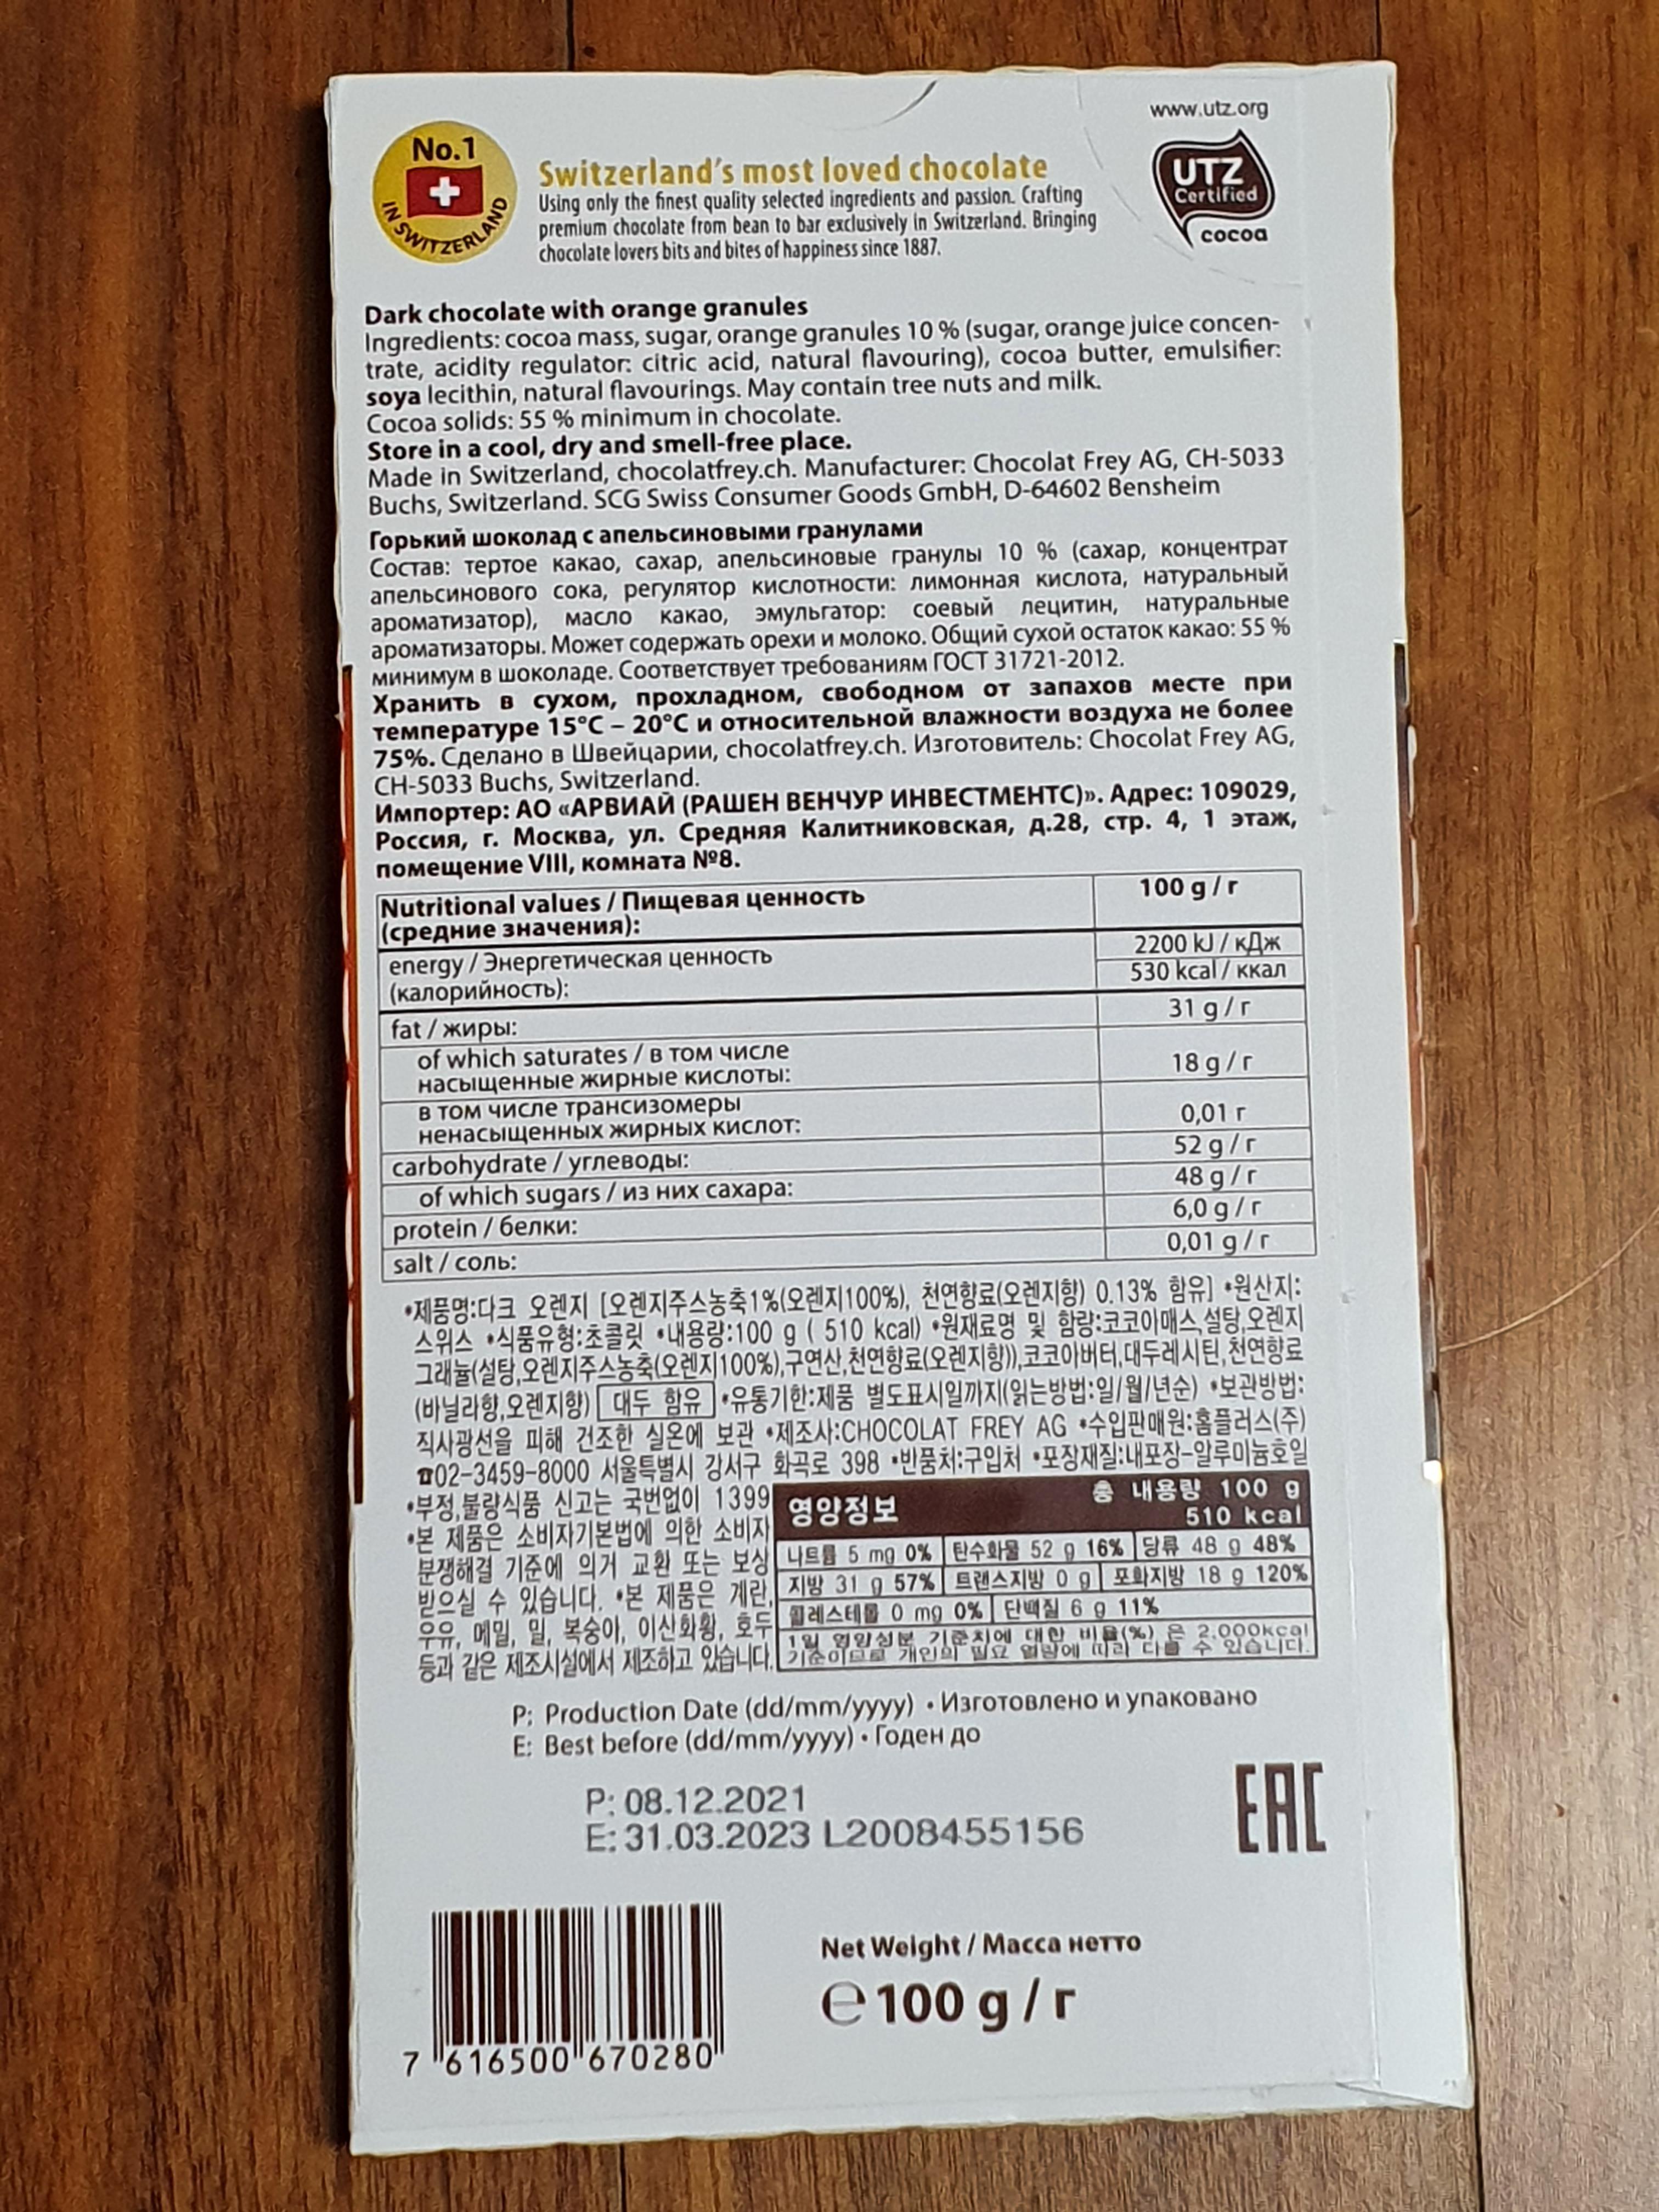 No.1
IN SWITZERLAND
www.utz.org
UTZ
Certified
cocoa
Switzerland's most loved chocolate
Using only the finest quality selected ingredients and passion. Crafting
premium chocolate from bean to bar exclusively in Switzerland. Bringing
chocolate lovers bits and bites of happiness since 1887.
Dark chocolate with orange granules
Ingredients: cocoa mass, sugar, orange granules 10 % (sugar, orange juice concen-
trate, acidity regulator: citric acid, natural flavouring), cocoa butter, emulsifier:
soya lecithin, natural flavourings. May contain tree nuts and milk.
Cocoa solids: 55 % minimum in chocolate.
Store in a cool, dry and smell-free place.
Made in Switzerland, chocolatfrey.ch. Manufacturer: Chocolat Frey AG, CH-5033
Buchs, Switzerland. SCG Swiss Consumer Goods GmbH, D-64602 Bensheim
Горький шоколад с апельсиновыми гранулами
Состав: тертое какао, сахар, апельсиновые гранулы 10 % (сахар, концентрат
апельсинового сока, регулятор кислотности: лимонная кислота, натуральный
ароматизатор), масло какао, эмульгатор: соевый лецитин, натуральные
ароматизаторы. Может содержать орехи и молоко. Общий сухой остаток какао: 55 %
минимум в шоколаде. Соответствует требованиям ГОСТ 31721-2012.
Хранить в сухом, прохладном, свободном от запахов месте при
температуре 15°C – 20°C и относительной влажности воздуха не более
75%. Сделано в Швейцарии, chocolatfrey.ch. Изготовитель: Chocolat Frey AG,
CH-5033 Buchs, Switzerland.
Импортер: АО «АРВИАЙ (РАШЕН ВЕНЧУР ИНВЕСТМЕНТС)». Адрес: 109029,
Россия, г. Москва, ул. Средняя Калитниковская, д.28, стр. 4, 1 этаж,
помещение VIII, комната №8.
Nutritional values / Пищевая ценность 100 g / г
(средние значения):
energy / Энергетическая ценность 2200 kJ / кДж
(калорийность): 530 kcal / ккал
fat / жиры: 31 g / г
of which saturates / в том числе
насыщенные жирные кислоты: 18 g / г
в том числе трансизомеры
ненасыщенных жирных кислот: 0,01 г
carbohydrate / углеводы: 52 g / г
of which sugars / из них сахара: 48 g / г
protein / белки: 6,0 g / г
salt / соль: 0,01 g / г
•제품명:다크 오렌지 [오렌지주스농축1%(오렌지100%), 천연향료(오렌지향) 0.13% 함유] •원산지:
스위스 •식품유형:초콜릿 •내용량:100 g ( 510 kcal) •원재료명 및 함량:코코아매스,설탕,오렌지
그래뉼(설탕,오렌지주스농축(오렌지100%),구연산,천연향료(오렌지향)),코코아버터,대두레시틴,천연향료
(바닐라향,오렌지향) 대두 함유 •유통기한:제품 별도표시일까지(읽는방법:일/월/년순) •보관방법:
직사광선을 피해 건조한 실온에 보관 •제조사:CHOCOLAT FREY AG •수입판매원:홈플러스(주)
☎02-3459-8000 서울특별시 강서구 화곡로 398 •반품처:구입처 •포장재질:내포장-알루미늄호일
•부정,불량식품 신고는 국번없이 1399
•본 제품은 소비자기본법에 의한 소비자
분쟁해결 기준에 의거 교환 또는 보상
받으실 수 있습니다. •본 제품은 계란,
우유, 메밀, 밀, 복숭아, 이산화황, 호두
등과 같은 제조시설에서 제조하고 있습니다.
영양정보 총 내용량 100 g
510 kcal
나트륨 5 mg 0% 탄수화물 52 g 16% 당류 48 g 48%
지방 31 g 57% 트랜스지방 0 g 포화지방 18 g 120%
콜레스테롤 0 mg 0% 단백질 6 g 11%
1일 영양성분 기준치에 대한 비율(%) 은 2,000kcal
기준이므로 개인의 필요 열량에 따라 다를 수 있습니다.
P: Production Date (dd/mm/yyyy) • Изготовлено и упаковано
E: Best before (dd/mm/yyyy) • Годен до
P: 08.12.2021
E: 31.03.2023 L2008455156
EAC
Net Weight / Масса нетто
℮ 100 g / г
7 616500 670280